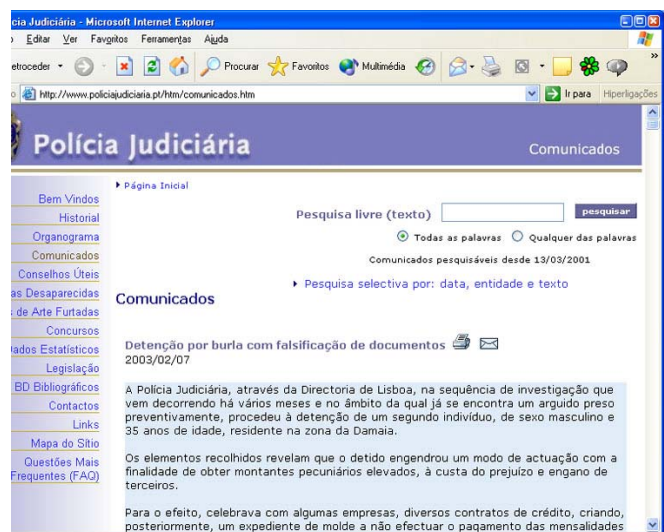 cia Judiciária - Microsoft Internet Explorer
Editar Ver Favoritos Ferramentas Ajuda
etroceder Procurar Favoritos Multimédia »
http://www.policiajudiciaria.pt/htm/comunicados.htm Ir para Hiperligações
Polícia Judiciária
Comunicados
Página Inicial
Bem Vindos
Historial
Organograma
Comunicados
Conselhos Úteis
as Desaparecidas
s de Arte Furtadas
Concursos
Dados Estatísticos
Legislação
BD Bibliográficos
Contactos
Links
Mapa do Sítio
Questões Mais
Frequentes (FAQ)
Pesquisa livre (texto) pesquisar
Todas as palavras Qualquer das palavras
Comunicados pesquisáveis desde 13/03/2001
Pesquisa selectiva por: data, entidade e texto
Comunicados
Detenção por burla com falsificação de documentos
2003/02/07
A Polícia Judiciária, através da Directoria de Lisboa, na sequência de investigação que
vem decorrendo há vários meses e no âmbito da qual já se encontra um arguido preso
preventivamente, procedeu à detenção de um segundo indivíduo, de sexo masculino e
35 anos de idade, residente na zona da Damaia.
Os elementos recolhidos revelam que o detido engendrou um modo de actuação com a
finalidade de obter montantes pecuniários elevados, à custa do prejuízo e engano de
terceiros.
Para o efeito, celebrava com algumas empresas, diversos contratos de crédito, criando,
posteriormente, um expediente de molde a não efectuar o pagamento das mensalidades